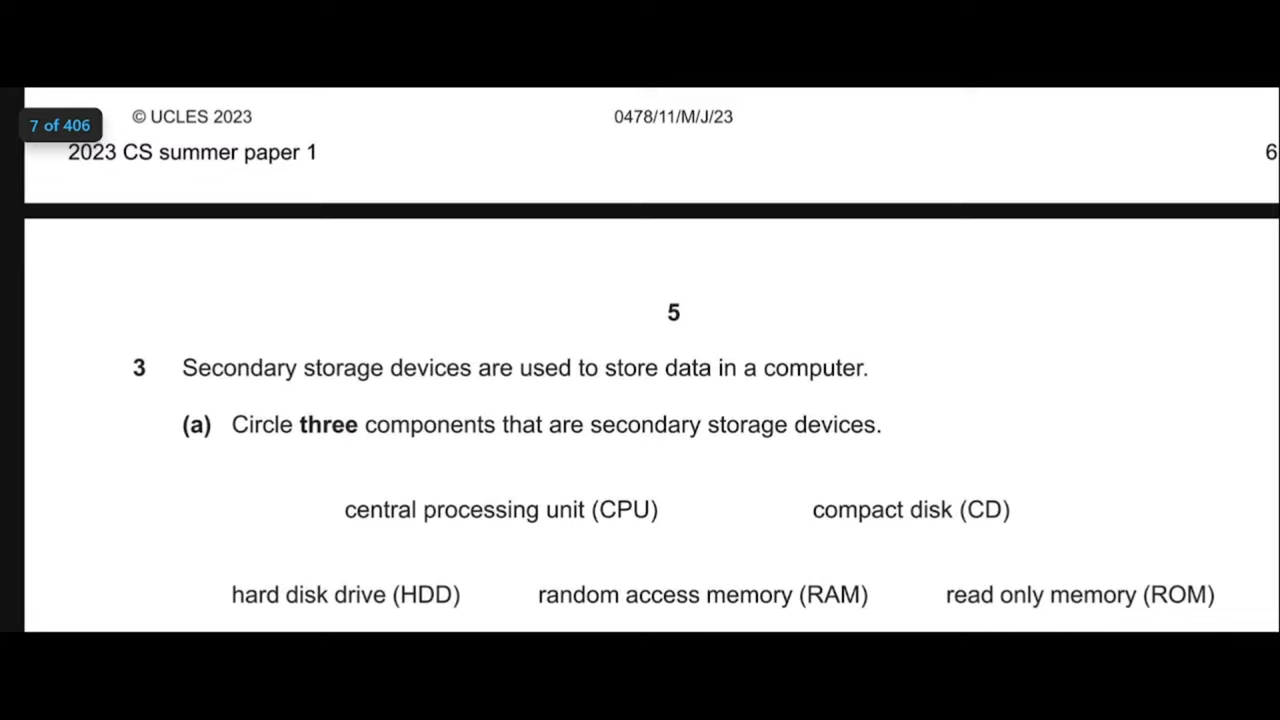 © UCLES 2023 0478/11/M/J/23
7 of 406
2023 CS summer paper 1 6
5
3 Secondary storage devices are used to store data in a computer.
(a) Circle three components that are secondary storage devices.
central processing unit (CPU) compact disk (CD)
hard disk drive (HDD) random access memory (RAM) read only memory (ROM)